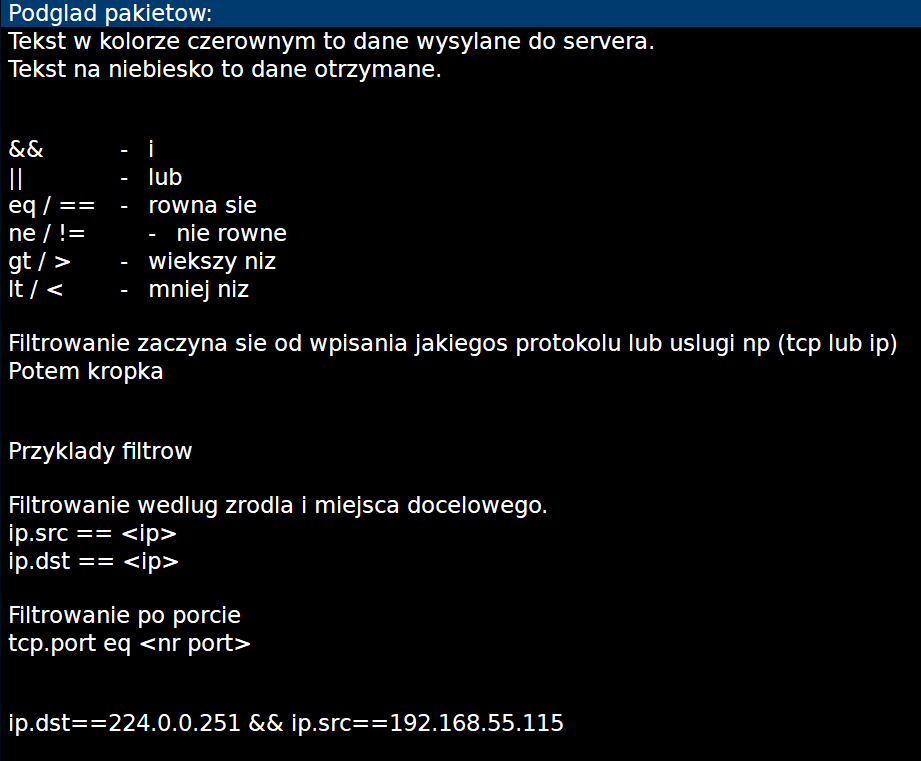 Podglad pakietow:
Tekst w kolorze czerownym to dane wysylane do servera.
Tekst na niebiesko to dane otrzymane.
&& - i
|| - lub
eq / == - rowna sie
ne / != - nie rowne
gt / > - wiekszy niz
lt / < - mniej niz
Filtrowanie zaczyna sie od wpisania jakiegos protokolu lub uslugi np (tcp lub ip)
Potem kropka
Przyklady filtrow
Filtrowanie wedlug zrodla i miejsca docelowego.
ip.src == <ip>
ip.dst == <ip>
Filtrowanie po porcie
tcp.port eq <nr port>
ip.dst==224.0.0.251 && ip.src==192.168.55.115